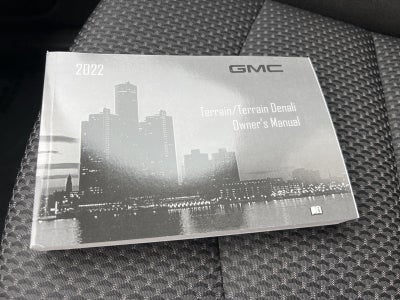 2022 GMC
Terrain/Terrain Denali
Owner's Manual